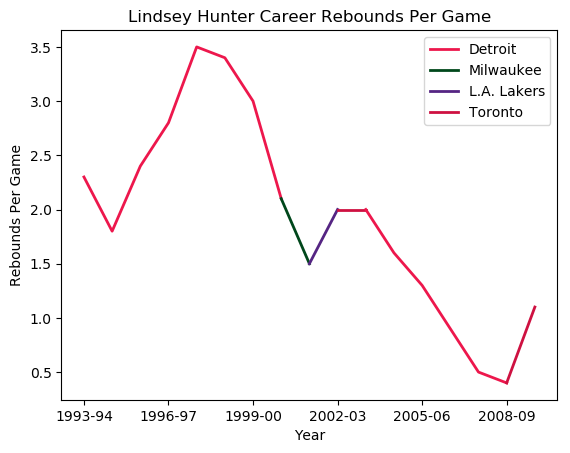 Lindsey Hunter Career Rebounds Per Game
Detroit
Milwaukee
L.A. Lakers
Toronto
Rebounds Per Game
3.5
3.0
2.5
2.0
1.5
1.0
0.5
1993-94 1996-97 1999-00 2002-03 2005-06 2008-09
Year